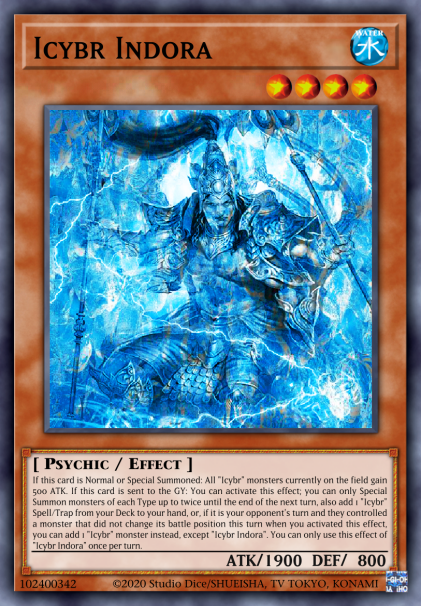 Icybr Indora
WATER
水
[ Psychic / Effect ]
If this card is Normal or Special Summoned: All "Icybr" monsters currently on the field gain
500 ATK. If this card is sent to the GY: You can activate this effect; you can only Special
Summon monsters of each Type up to twice until the end of the next turn, also add 1 "Icybr"
Spell/Trap from your Deck to your hand, or, if it is your opponent's turn and they controlled
a monster that did not change its battle position this turn when you activated this effect,
you can add 1 "Icybr" monster instead, except "Icybr Indora". You can only use this effect of
"Icybr Indora" once per turn.
ATK/1900 DEF/ 800
102400342 ©2020 Studio Dice/SHUEISHA, TV TOKYO, KONAMI